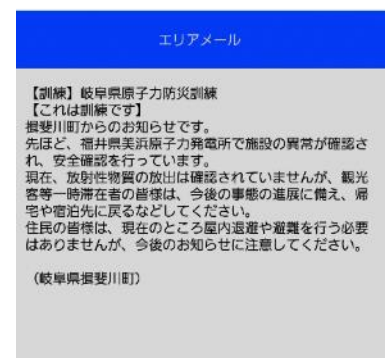 エリアメール
【訓練】岐阜県原子力防災訓練
【これは訓練です】
揖斐川町からのお知らせです。
先ほど、福井県美浜原子力発電所で施設の異常が確認さ
れ、安全確認を行っています。
現在、放射性物質の放出は確認されていませんが、観光
客等一時滞在者の皆様は、今後の事態の進展に備え、帰
宅や宿泊先に戻るなどしてください。
住民の皆様は、現在のところ屋内退避や避難を行う必要
はありませんが、今後のお知らせに注意してください。
（岐阜県揖斐川町）